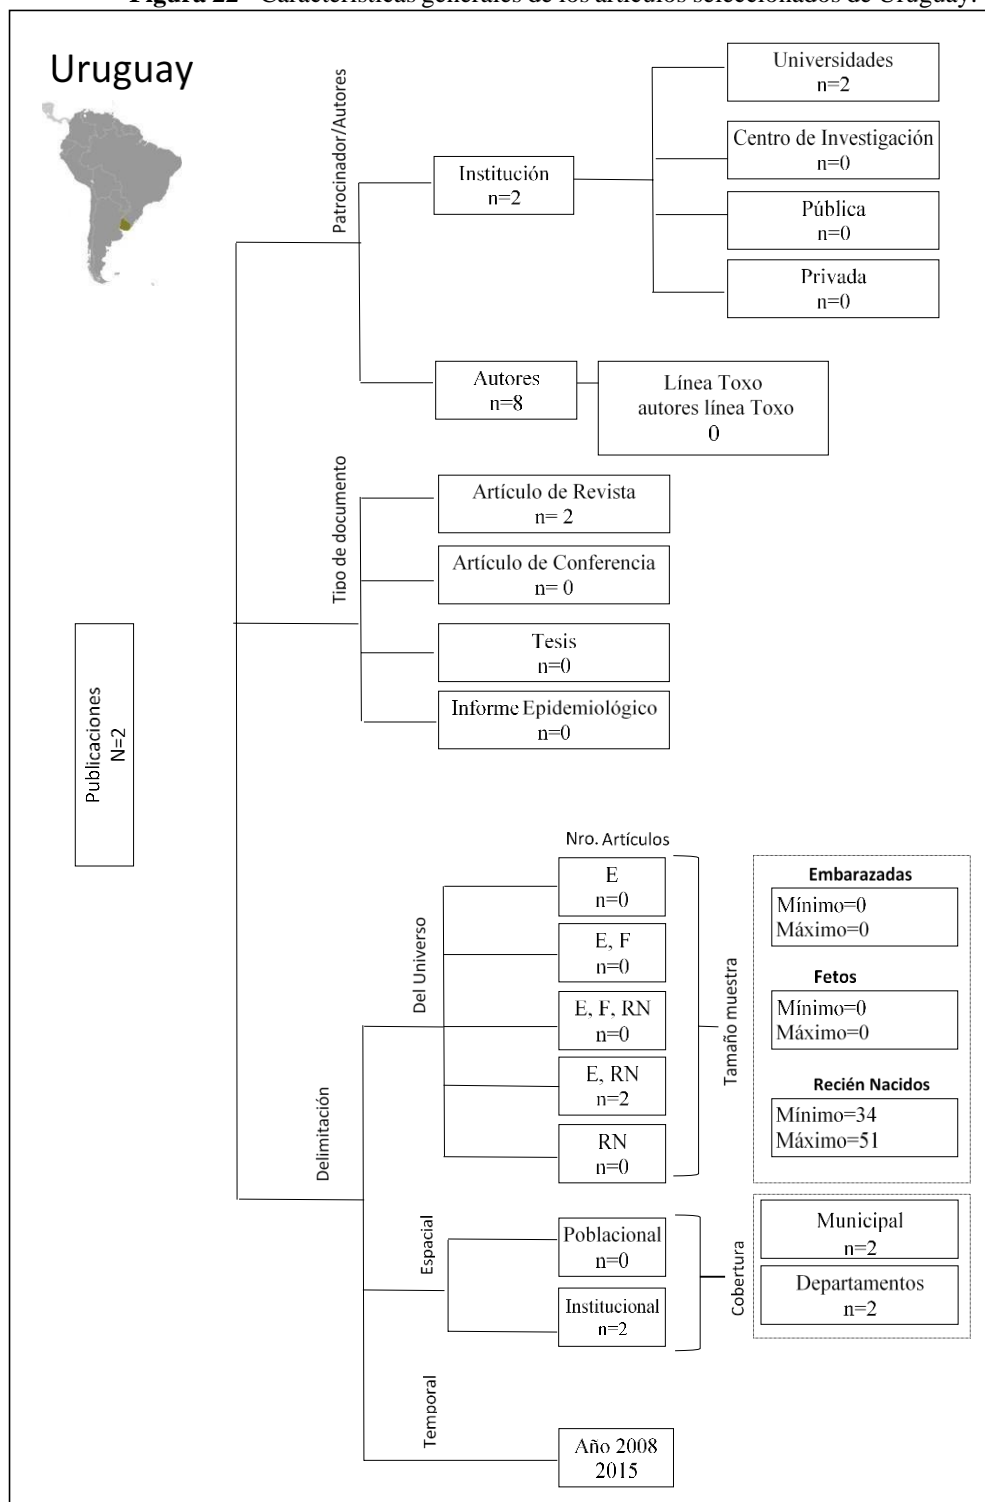 Figura 22 - Características generales de los artículos seleccionados de Uruguay.
Uruguay
Patrocinador/Autores
Institución
n=2
Universidades
n=2
Centro de Investigación
n=0
Pública
n=0
Privada
n=0
Autores
n=8
Línea Toxo
autores línea Toxo
0
Tipo de documento
Artículo de Revista
n= 2
Artículo de Conferencia
n= 0
Tesis
n=0
Informe Epidemiológico
n=0
Publicaciones
N=2
Delimitación
Del Universo
Nro. Artículos
E
n=0
E, F
n=0
E, F, RN
n=0
E, RN
n=2
RN
n=0
Tamaño muestra
Embarazadas
Mínimo=0
Máximo=0
Fetos
Mínimo=0
Máximo=0
Recién Nacidos
Mínimo=34
Máximo=51
Espacial
Poblacional
n=0
Institucional
n=2
Cobertura
Municipal
n=2
Departamentos
n=2
Temporal
Año 2008
2015